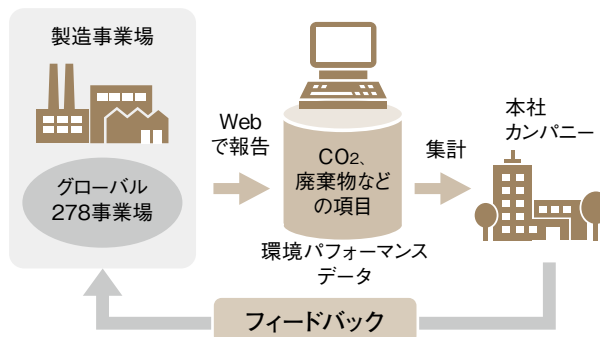 製造事業場
グローバル
278事業場
Web
で報告
CO2、
廃棄物など
の項目
環境パフォーマンス
データ
集計
本社
カンパニー
フィードバック